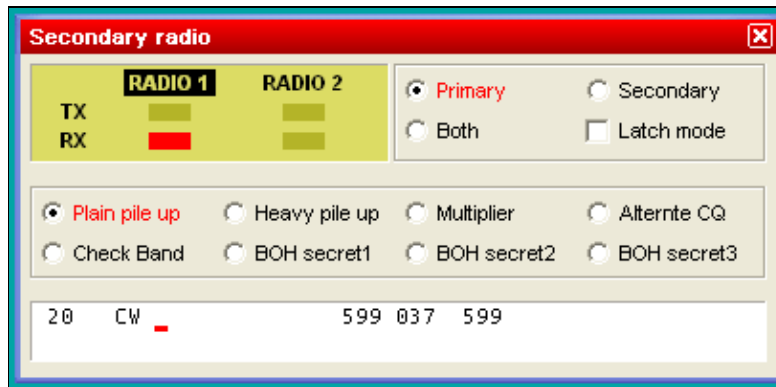 Secondary radio
RADIO 1 RADIO 2
TX
RX
Primary Secondary
Both Latch mode
Plain pile up Heavy pile up Multiplier Alternte CQ
Check Band BOH secret1 BOH secret2 BOH secret3
20 CW 599 037 599